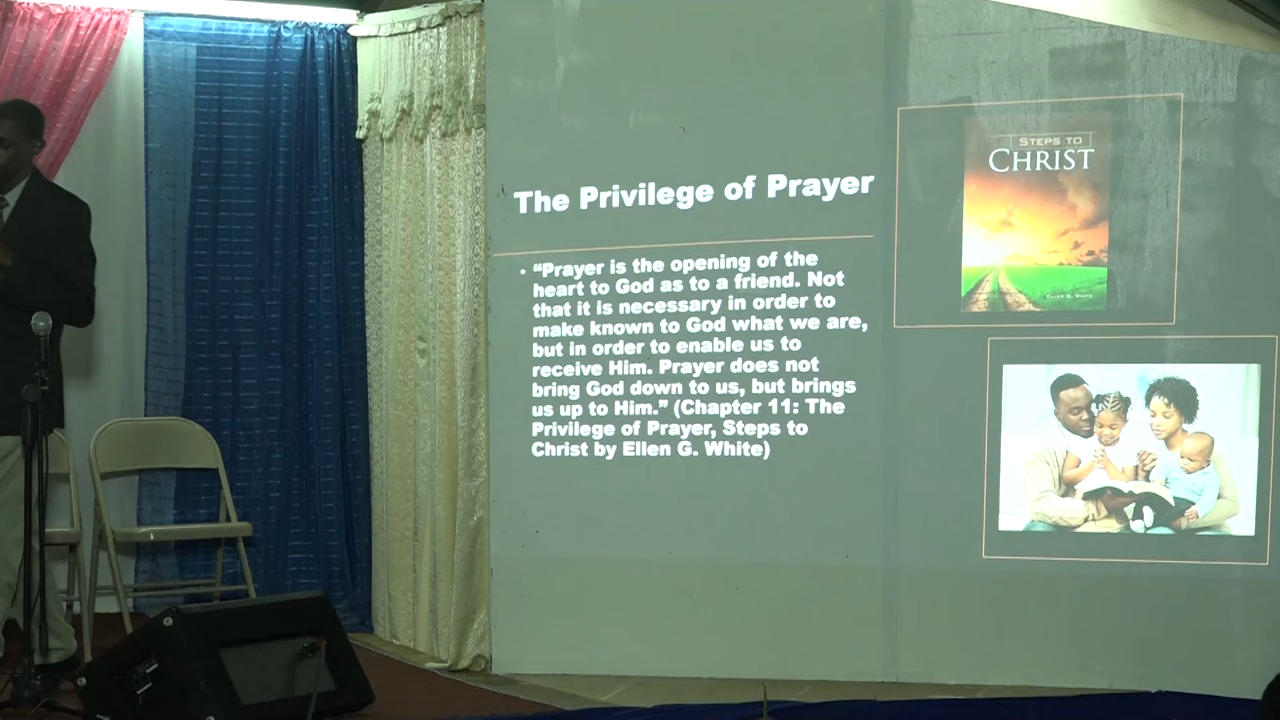 The Privilege of Prayer
• “Prayer is the opening of the
heart to God as to a friend. Not
that it is necessary in order to
make known to God what we are,
but in order to enable us to
receive Him. Prayer does not
bring God down to us, but brings
us up to Him.” (Chapter 11: The
Privilege of Prayer, Steps to
Christ by Ellen G. White)
STEPS TO
CHRIST
ELLEN G. WHITE